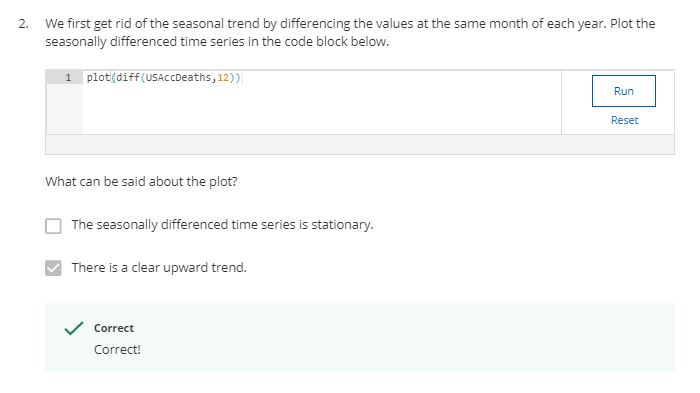 2. We first get rid of the seasonal trend by differencing the values at the same month of each year. Plot the
seasonally differenced time series in the code block below.
1 plot(diff(USAccDeaths,12))
Run
Reset
What can be said about the plot?
The seasonally differenced time series is stationary.
There is a clear upward trend.
Correct
Correct!